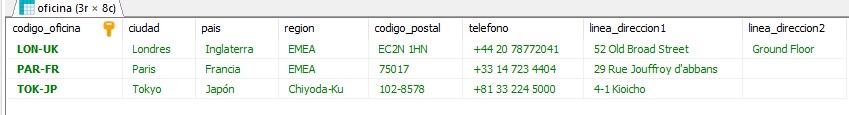 oficina (3r × 8c)
codigo_oficina ciudad pais region codigo_postal telefono linea_direccion1 linea_direccion2
LON-UK Londres Inglaterra EMEA EC2N 1HN +44 20 78772041 52 Old Broad Street Ground Floor
PAR-FR Paris Francia EMEA 75017 +33 14 723 4404 29 Rue Jouffroy d'abbans
TOK-JP Tokyo Japón Chiyoda-Ku 102-8578 +81 33 224 5000 4-1 Kioicho